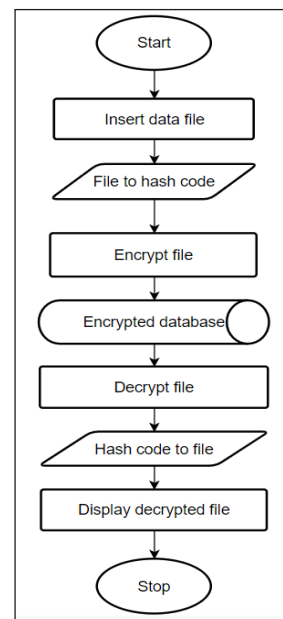 Start
Insert data file
File to hash code
Encrypt file
Encrypted database
Decrypt file
Hash code to file
Display decrypted file
Stop